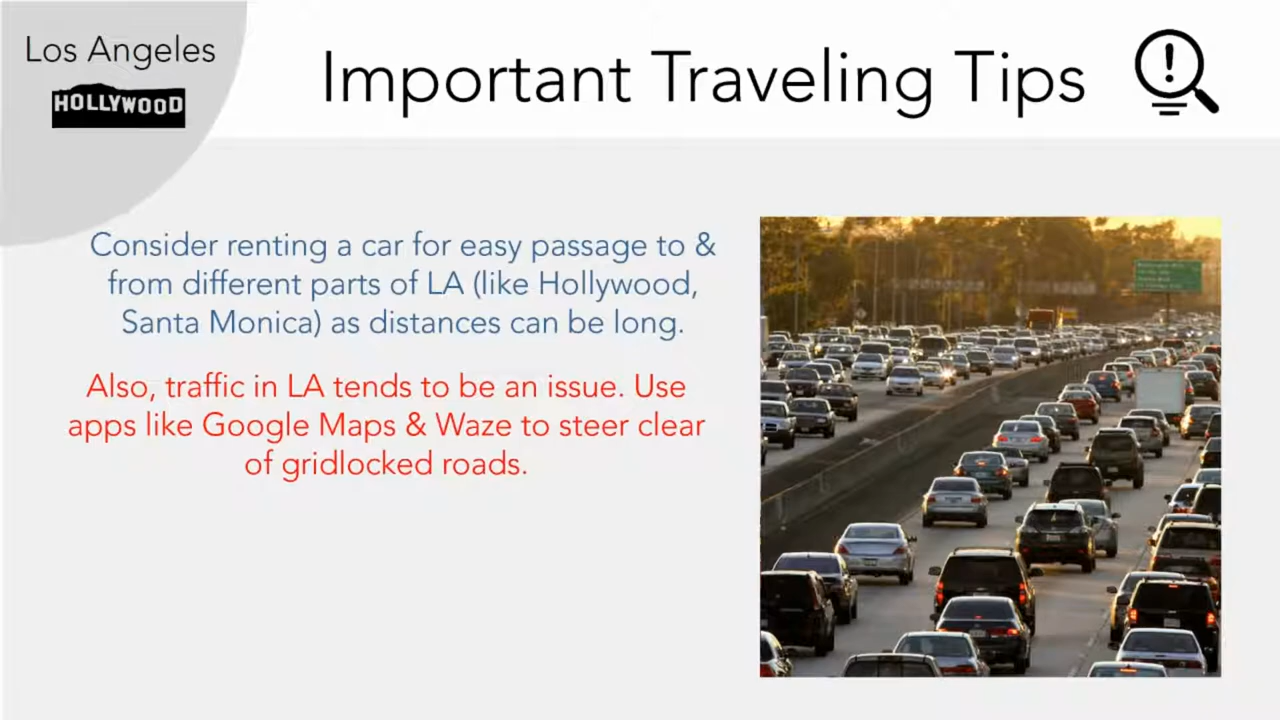 Los Angeles
HOLLYWOOD
Important Traveling Tips
Consider renting a car for easy passage to &
from different parts of LA (like Hollywood,
Santa Monica) as distances can be long.
Also, traffic in LA tends to be an issue. Use
apps like Google Maps & Waze to steer clear
of gridlocked roads.